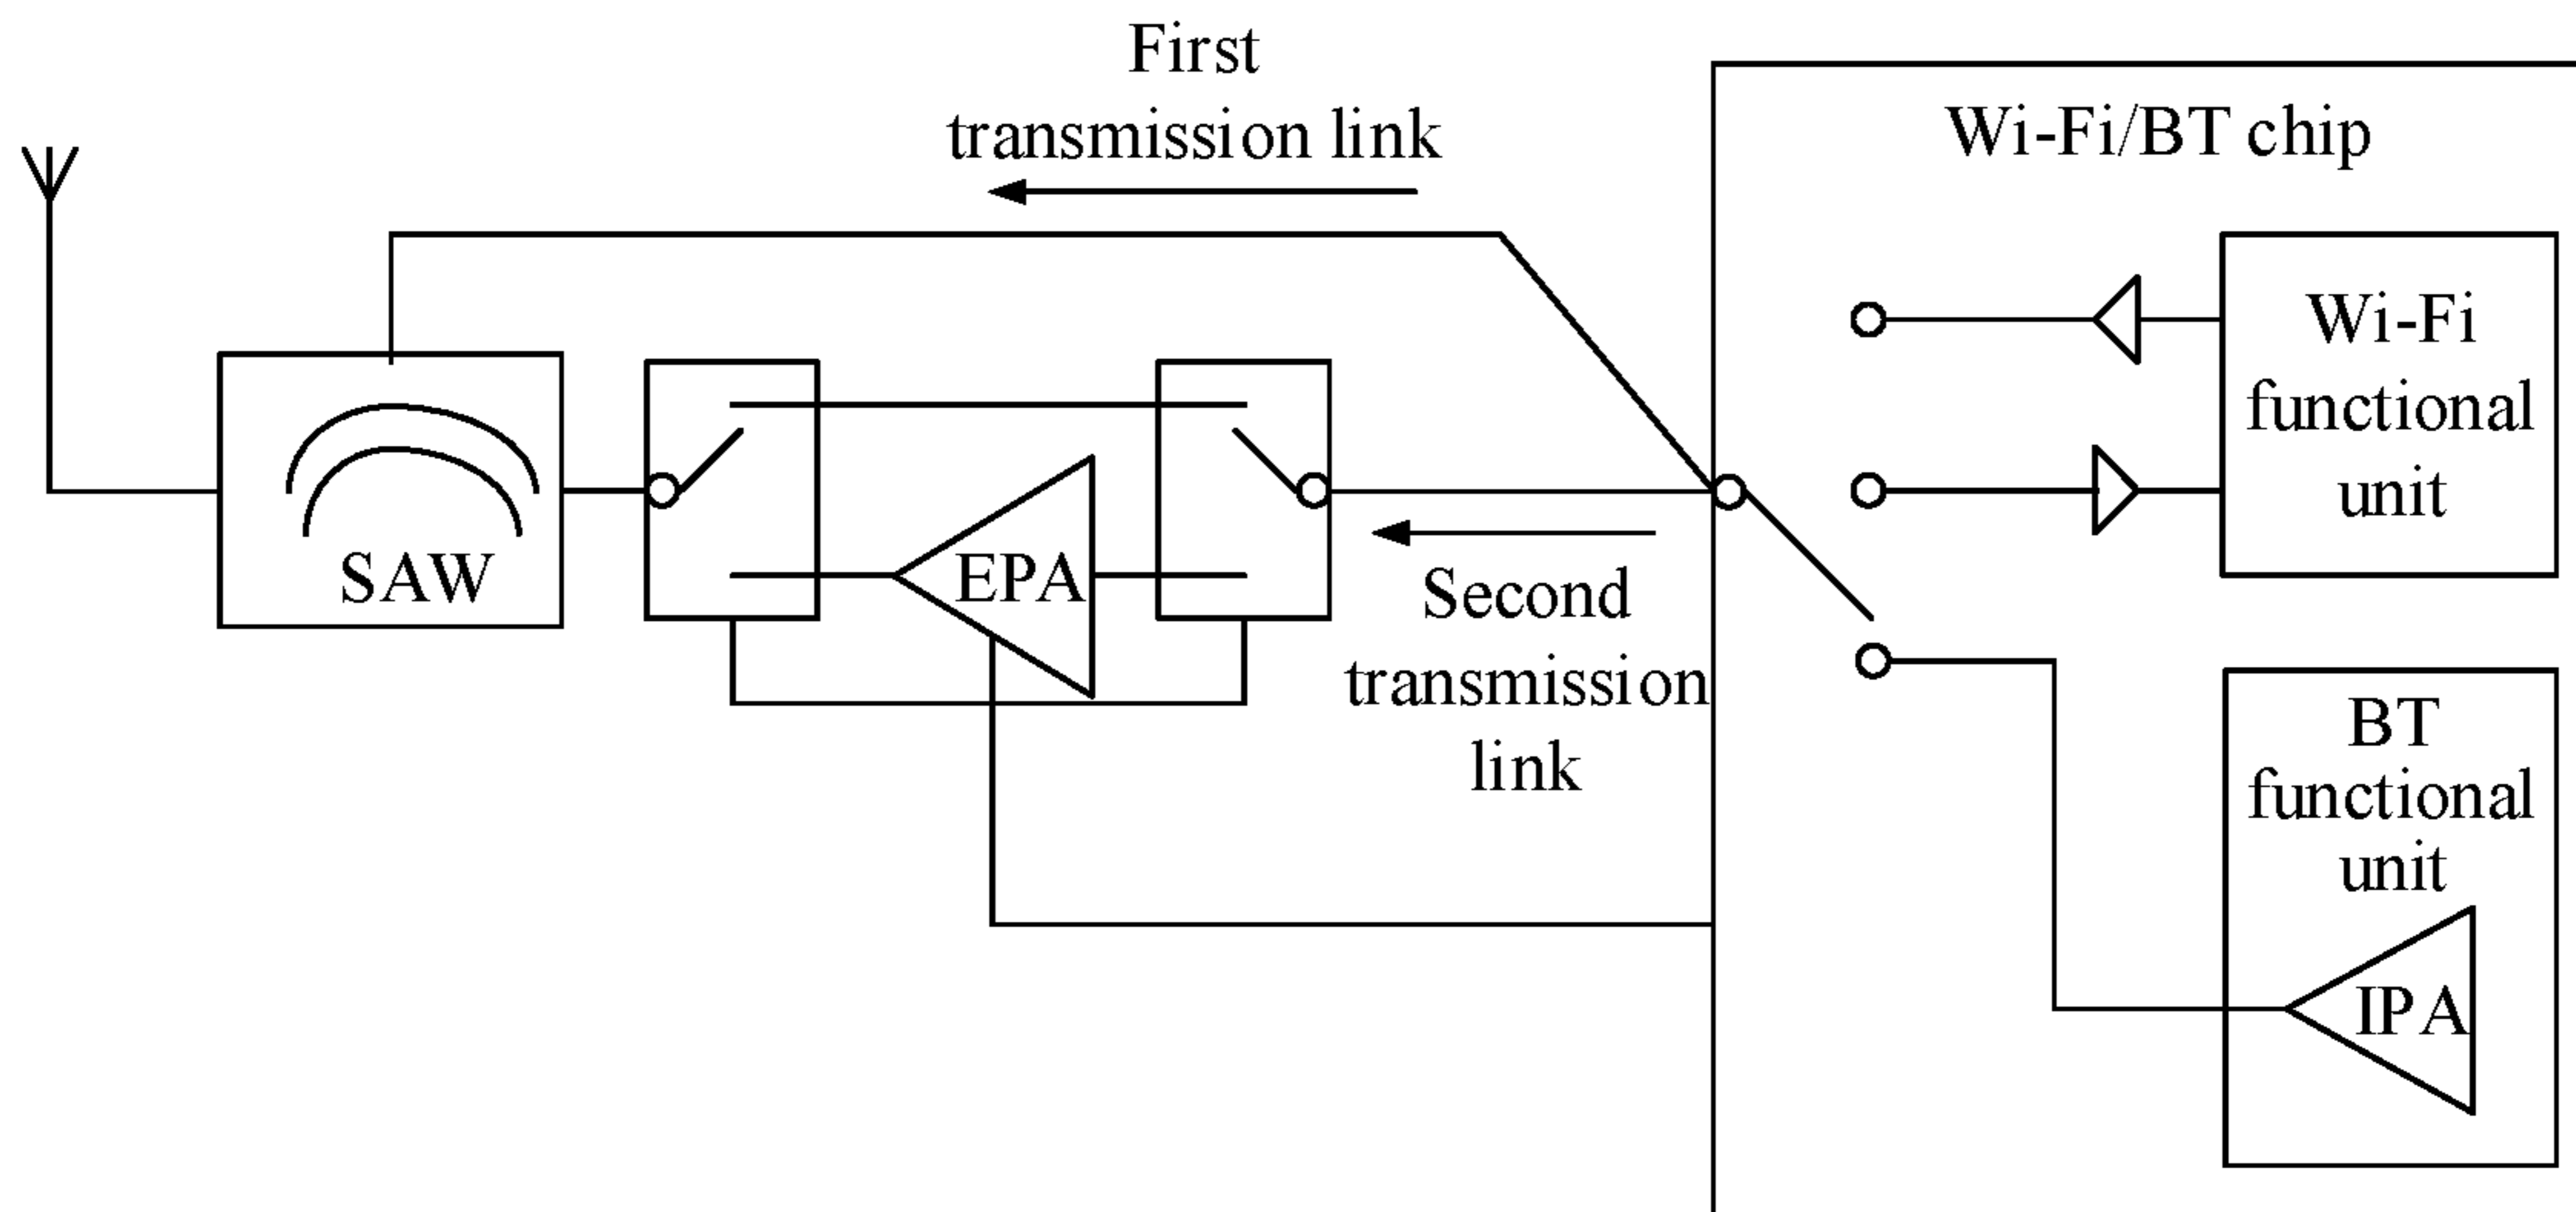 First
transmission link
Wi-Fi/BT chip
Wi-Fi
functional
unit
SAW
EPA
Second
transmission
link
BT
functional
unit
IPA